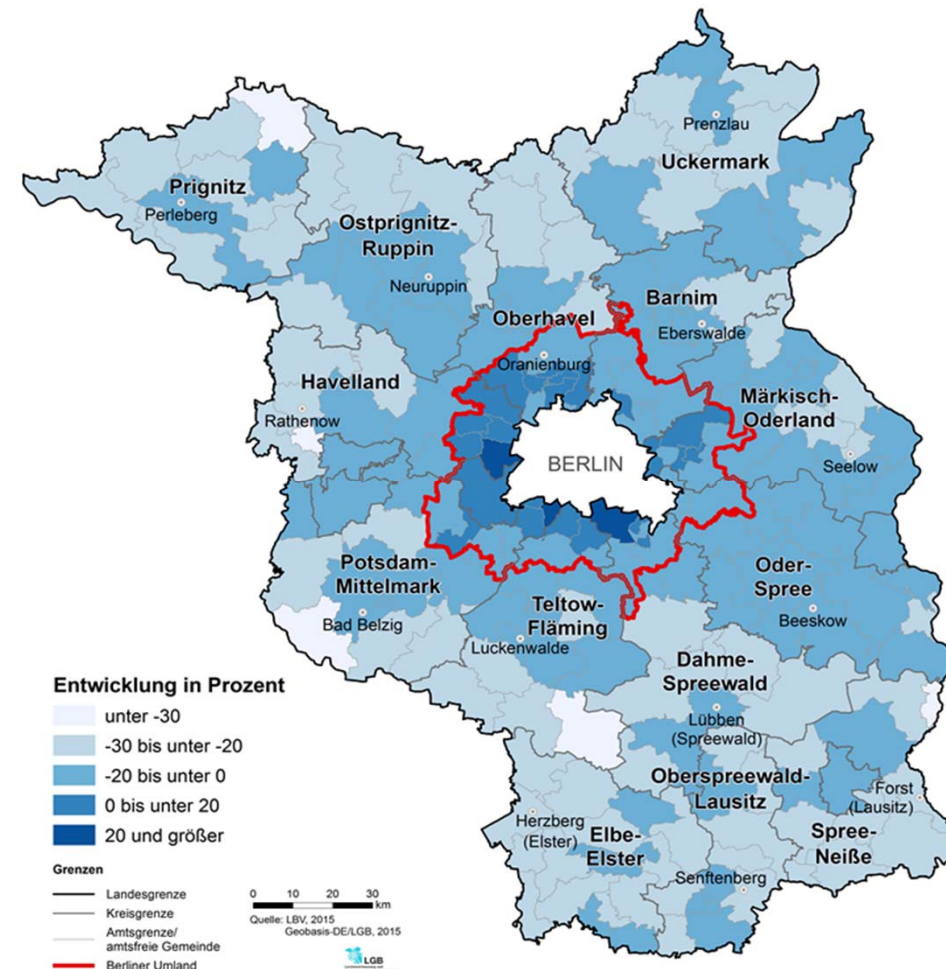 Prenzlau
Uckermark
Prignitz
Perleberg
Ostprignitz-
Ruppin
Neuruppin
Barnim
Oberhavel
Eberswalde
Oranienburg
Havelland
Märkisch-
Oderland
Rathenow
Seelow
BERLIN
Potsdam-
Mittelmark
Oder-
Spree
Teltow-
Fläming
Beeskow
Bad Belzig
Luckenwalde
Dahme-
Spreewald
Lübben
(Spreewald)
Oberspreewald-
Lausitz
Forst
(Lausitz)
Herzberg
(Elster)
Elbe-
Elster
Spree-
Neiße
Senftenberg
Entwicklung in Prozent
unter -30
-30 bis unter -20
-20 bis unter 0
0 bis unter 20
20 und größer
Grenzen
Landesgrenze
Kreisgrenze
Amtsgrenze/
amtsfreie Gemeinde
Berliner Umland
0 10 20 30
km
Quelle: LBV, 2015
Geobasis-DE/LGB, 2015
LGB